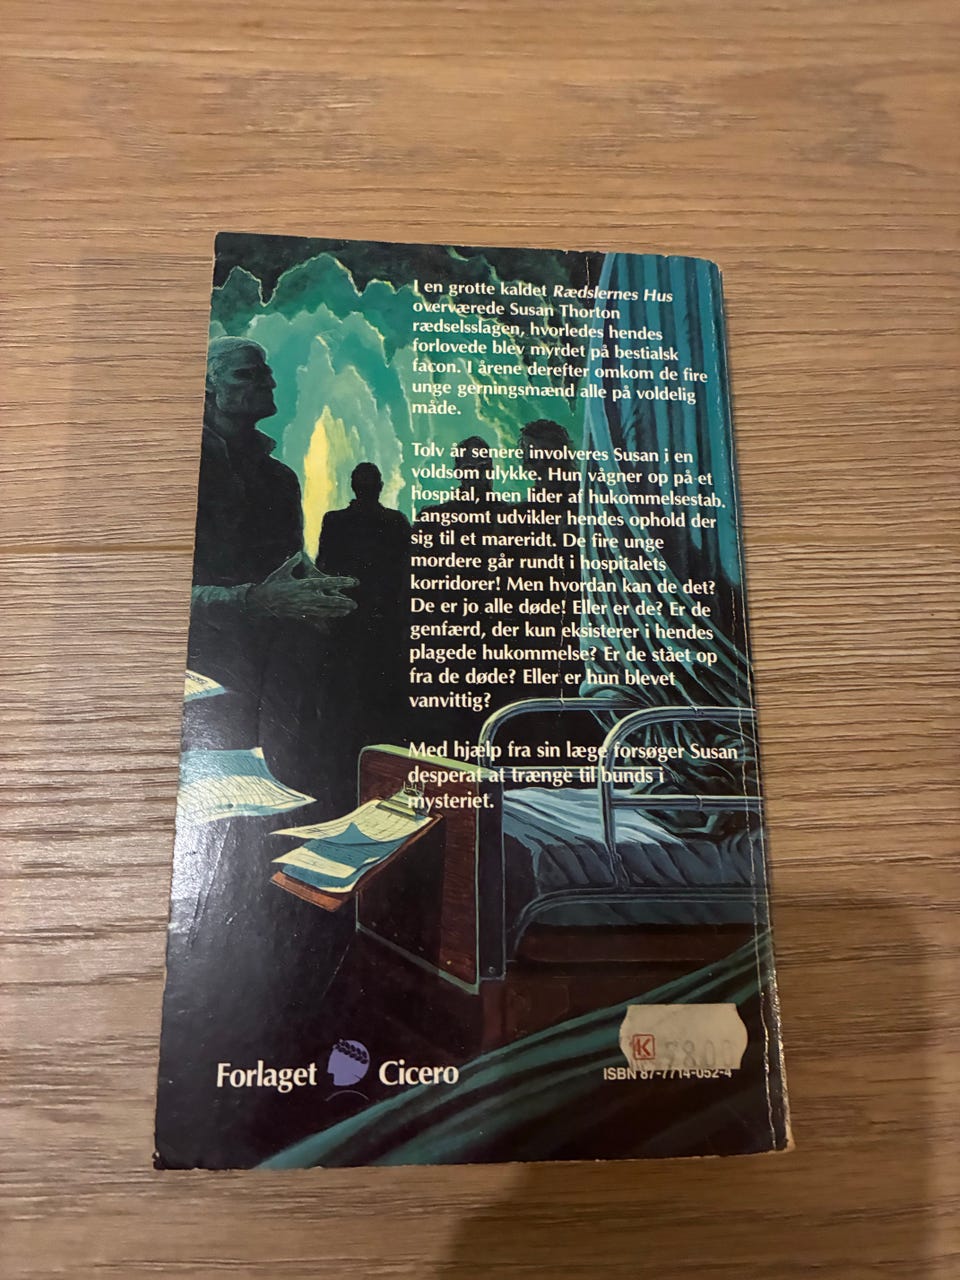 I en grotte kaldet Rædslernes Hus
overværede Susan Thorton
rædselsslagen, hvorledes hendes
forlovede blev myrdet på bestialsk
facon. I årene derefter omkom de fire
unge gerningsmænd alle på voldelig
måde.
Tolv år senere involveres Susan i en
voldsom ulykke. Hun vågner op på et
hospital, men lider af hukommelsestab.
Langsomt udvikler hendes ophold der
sig til et mareridt. De fire unge
mordere går rundt i hospitalets
korridorer! Men hvordan kan de det?
De er jo alle døde! Eller er de? Er de
genfærd, der kun eksisterer i hendes
plagede hukommelse? Er de stået op
fra de døde? Eller er hun blevet
vanvittig?
Med hjælp fra sin læge forsøger Susan
desperat at trænge til bunds i
mysteriet.
K
Forlaget Cicero
ISBN 87-7714-052-4